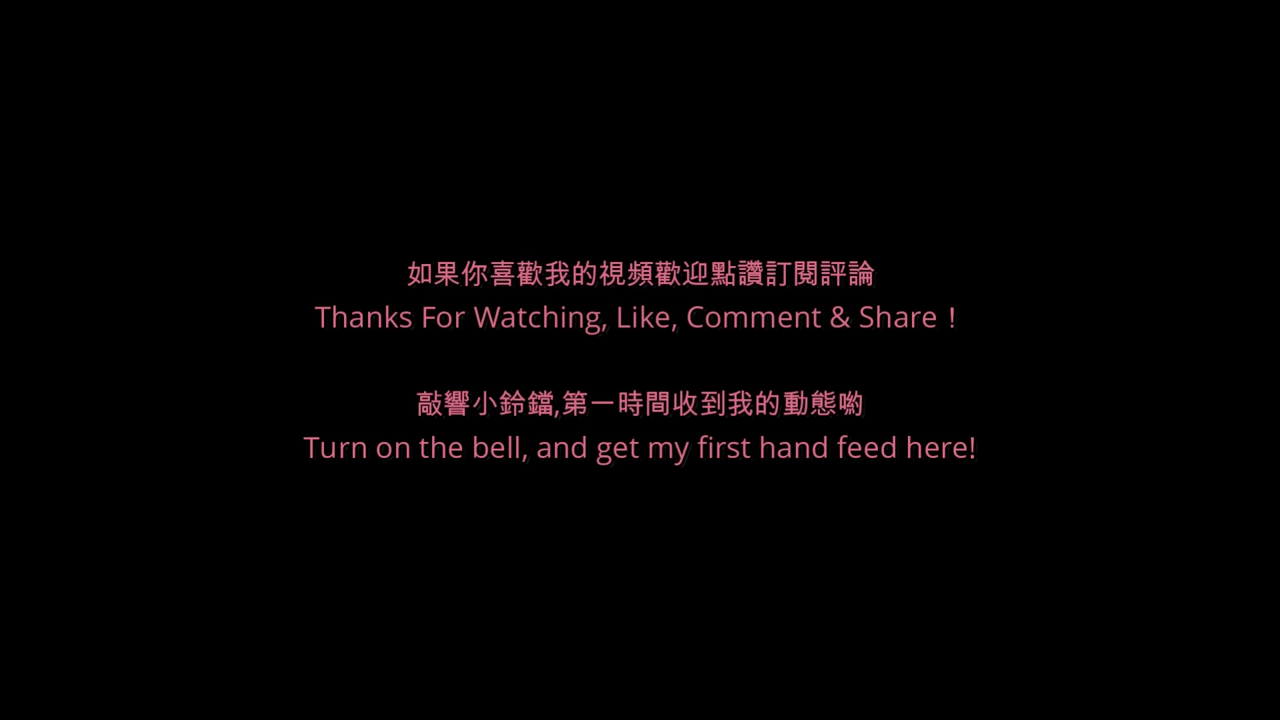 如果你喜歡我的視頻歡迎點讚訂閱評論
Thanks For Watching, Like, Comment & Share！
敲響小鈴鐺,第一時間收到我的動態喲
Turn on the bell, and get my first hand feed here!